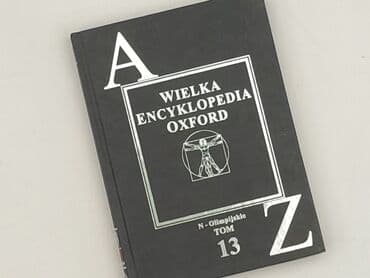 A
WIELKA
ENCYKLOPEDIA
OXFORD
N - Olimpijskie
TOM
13
Z